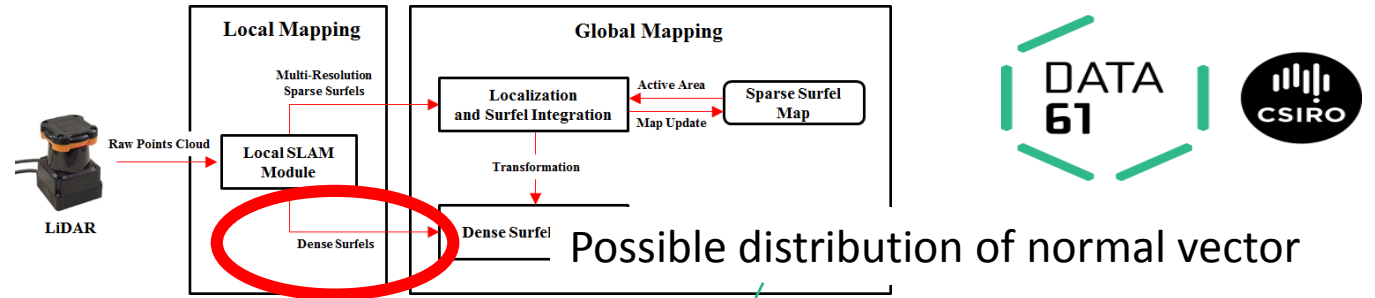 Local Mapping
Global Mapping
Multi-Resolution
Sparse Surfels
Localization
and Surfel Integration
Active Area
Map Update
Sparse Surfel
Map
Raw Points Cloud
Local SLAM
Module
Transformation
LiDAR
Dense Surfels
Dense Surfel
Possible distribution of normal vector
DATA
61
CSIRO